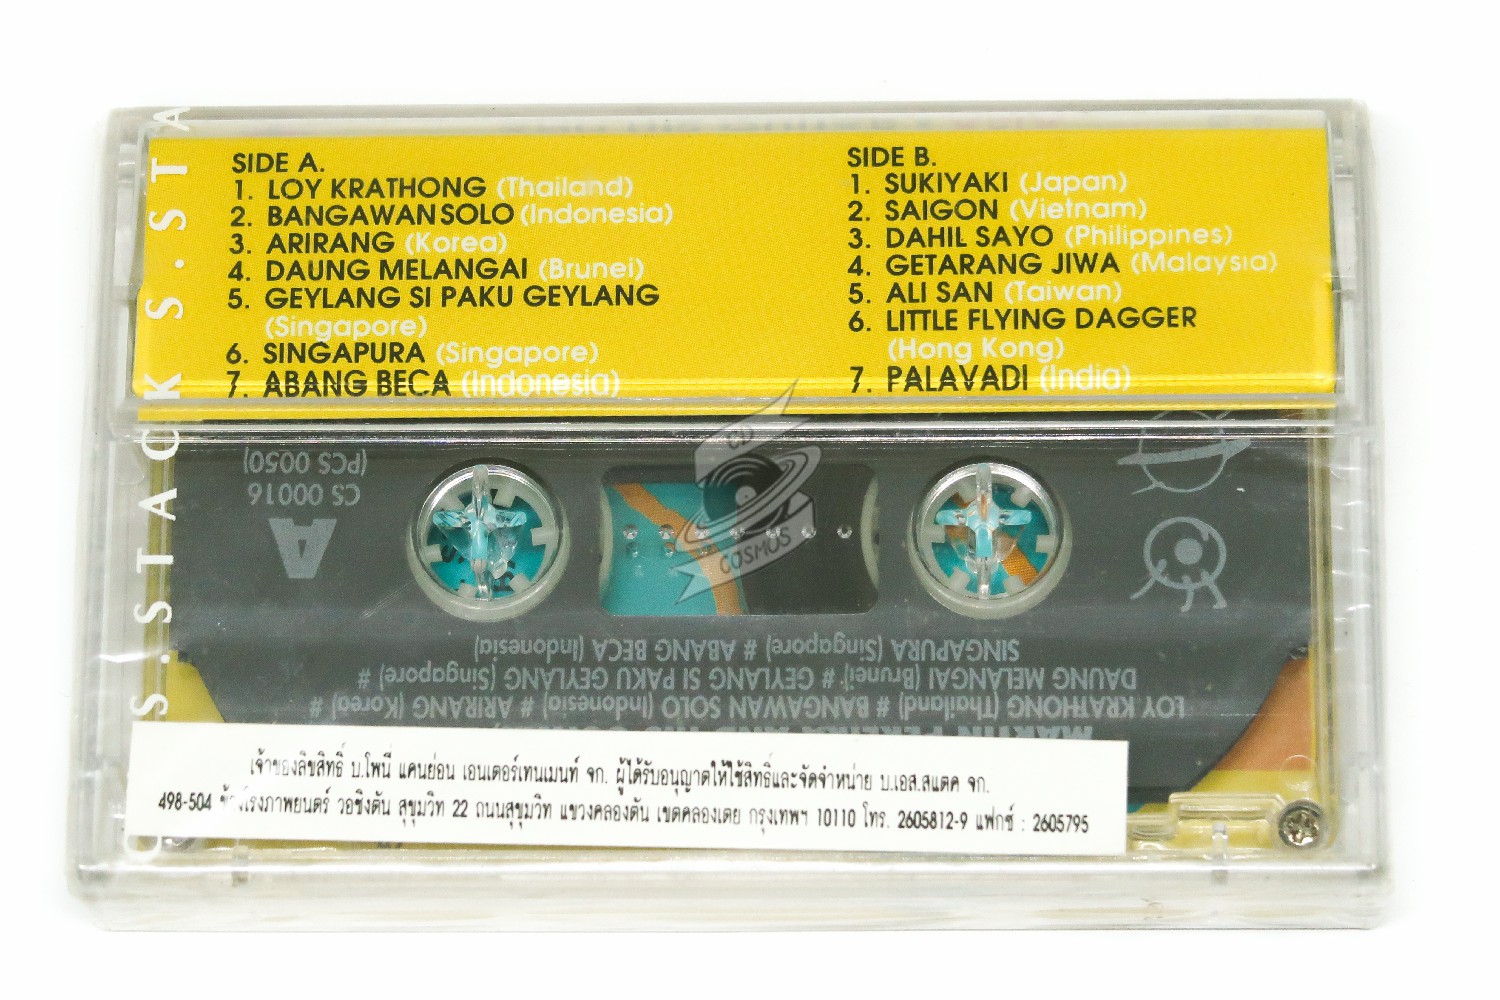 SIDE A.
1. LOY KRATHONG (Thailand)
2. BANGAWAN SOLO (Indonesia)
3. ARIRANG (Korea)
4. DAUNG MELANGAI (Brunei)
5. GEYLANG SI PAKU GEYLANG
(Singapore)
6. SINGAPURA (Singapore)
7. ABANG BECA (Indonesia)
SIDE B.
1. SUKIYAKI (Japan)
2. SAIGON (Vietnam)
3. DAHIL SAYO (Philippines)
4. GETARANG JIWA (Malaysia)
5. ALI SAN (Taiwan)
6. LITTLE FLYING DAGGER
(Hong Kong)
7. PALAVADI (India)
S.STACKS.STA
CD
COSMOS
A
CS 00016
(PCS 0050)
MARTIN PEREIRA AND HIS
LOY KRATHONG (Thailand) # BANGAWAN SOLO (Indonesia) # ARIRANG (Korea) #
DAUNG MELANGAI (Brunei) # GEYLANG SI PAKU GEYLANG (Singapore) #
SINGAPURA (Singapore) # ABANG BECA (Indonesia)
เจ้าของลิขสิทธิ์ บ.โพนี่ แคนย่อน เอนเตอร์เทนเมนท์ จก. ผู้ได้รับอนุญาตให้ใช้สิทธิ์และจัดจำหน่าย บ.เอส.สแตค จก.
498-504 ข้างโรงภาพยนตร์ วอชิงตัน สุขุมวิท 22 ถนนสุขุมวิท แขวงคลองตัน เขตคลองเตย กรุงเทพฯ 10110 โทร. 2605812-9 แฟกซ์ : 2605795